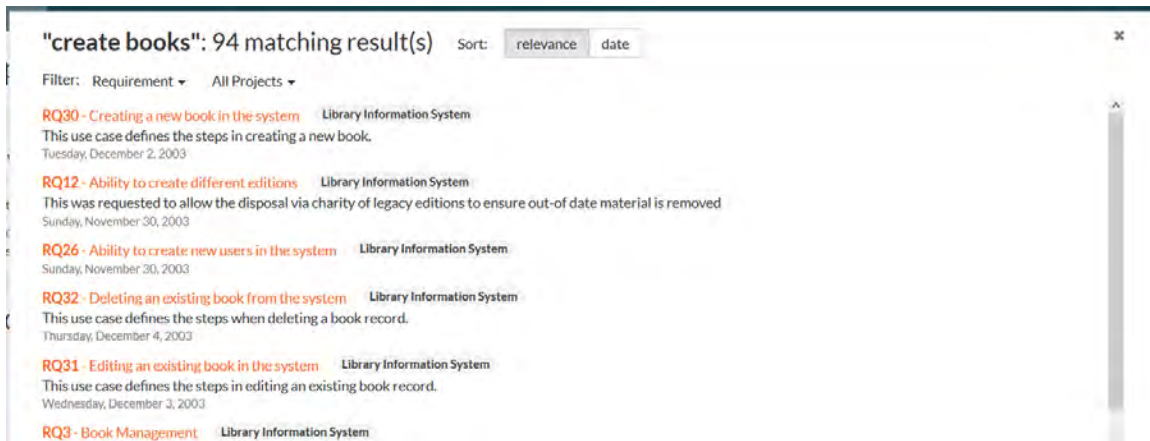 "create books": 94 matching result(s) Sort: relevance date
Filter: Requirement All Projects
RQ30 - Creating a new book in the system Library Information System
This use case defines the steps in creating a new book.
Tuesday, December 2, 2003
RQ12 - Ability to create different editions Library Information System
This was requested to allow the disposal via charity of legacy editions to ensure out-of date material is removed
Sunday, November 30, 2003
RQ26 - Ability to create new users in the system Library Information System
Sunday, November 30, 2003
RQ32 - Deleting an existing book from the system Library Information System
This use case defines the steps when deleting a book record.
Thursday, December 4, 2003
RQ31 - Editing an existing book in the system Library Information System
This use case defines the steps in editing an existing book record.
Wednesday, December 3, 2003
RQ3 - Book Management Library Information System